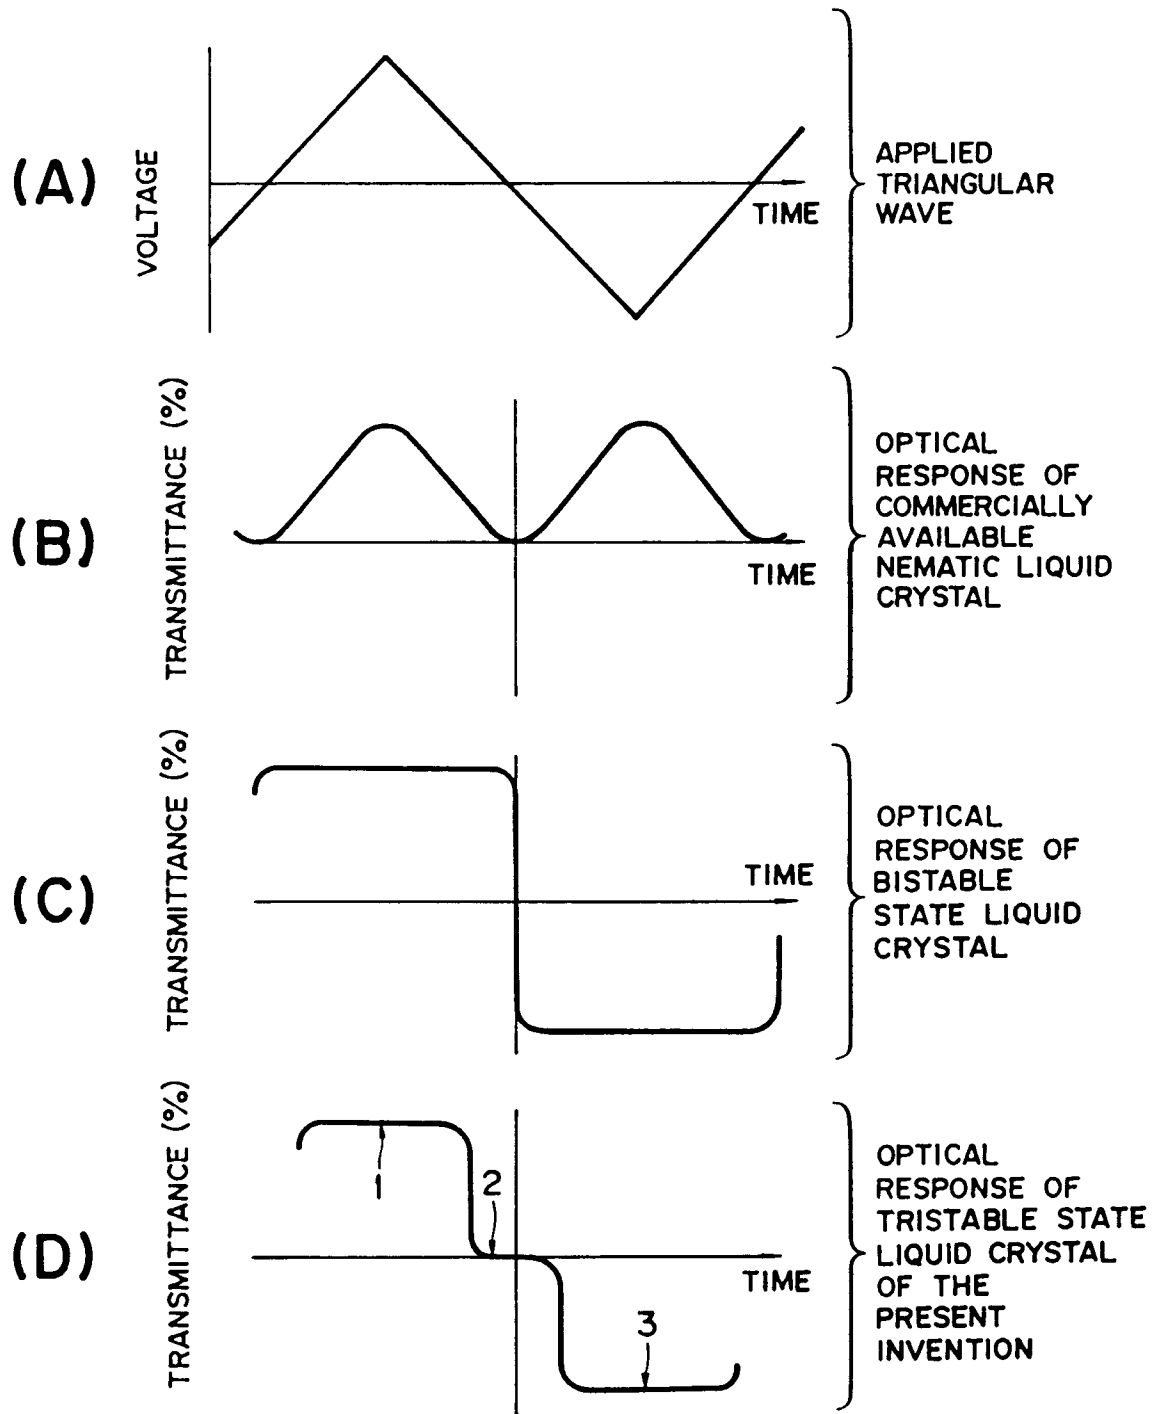 (A)
VOLTAGE
TIME
APPLIED
TRIANGULAR
WAVE
(B)
TRANSMITTANCE (%)
TIME
OPTICAL
RESPONSE OF
COMMERCIALLY
AVAILABLE
NEMATIC LIQUID
CRYSTAL
(C)
TRANSMITTANCE (%)
TIME
OPTICAL
RESPONSE OF
BISTABLE
STATE LIQUID
CRYSTAL
(D)
TRANSMITTANCE (%)
1
2
3
TIME
OPTICAL
RESPONSE OF
TRISTABLE STATE
LIQUID CRYSTAL
OF THE
PRESENT
INVENTION